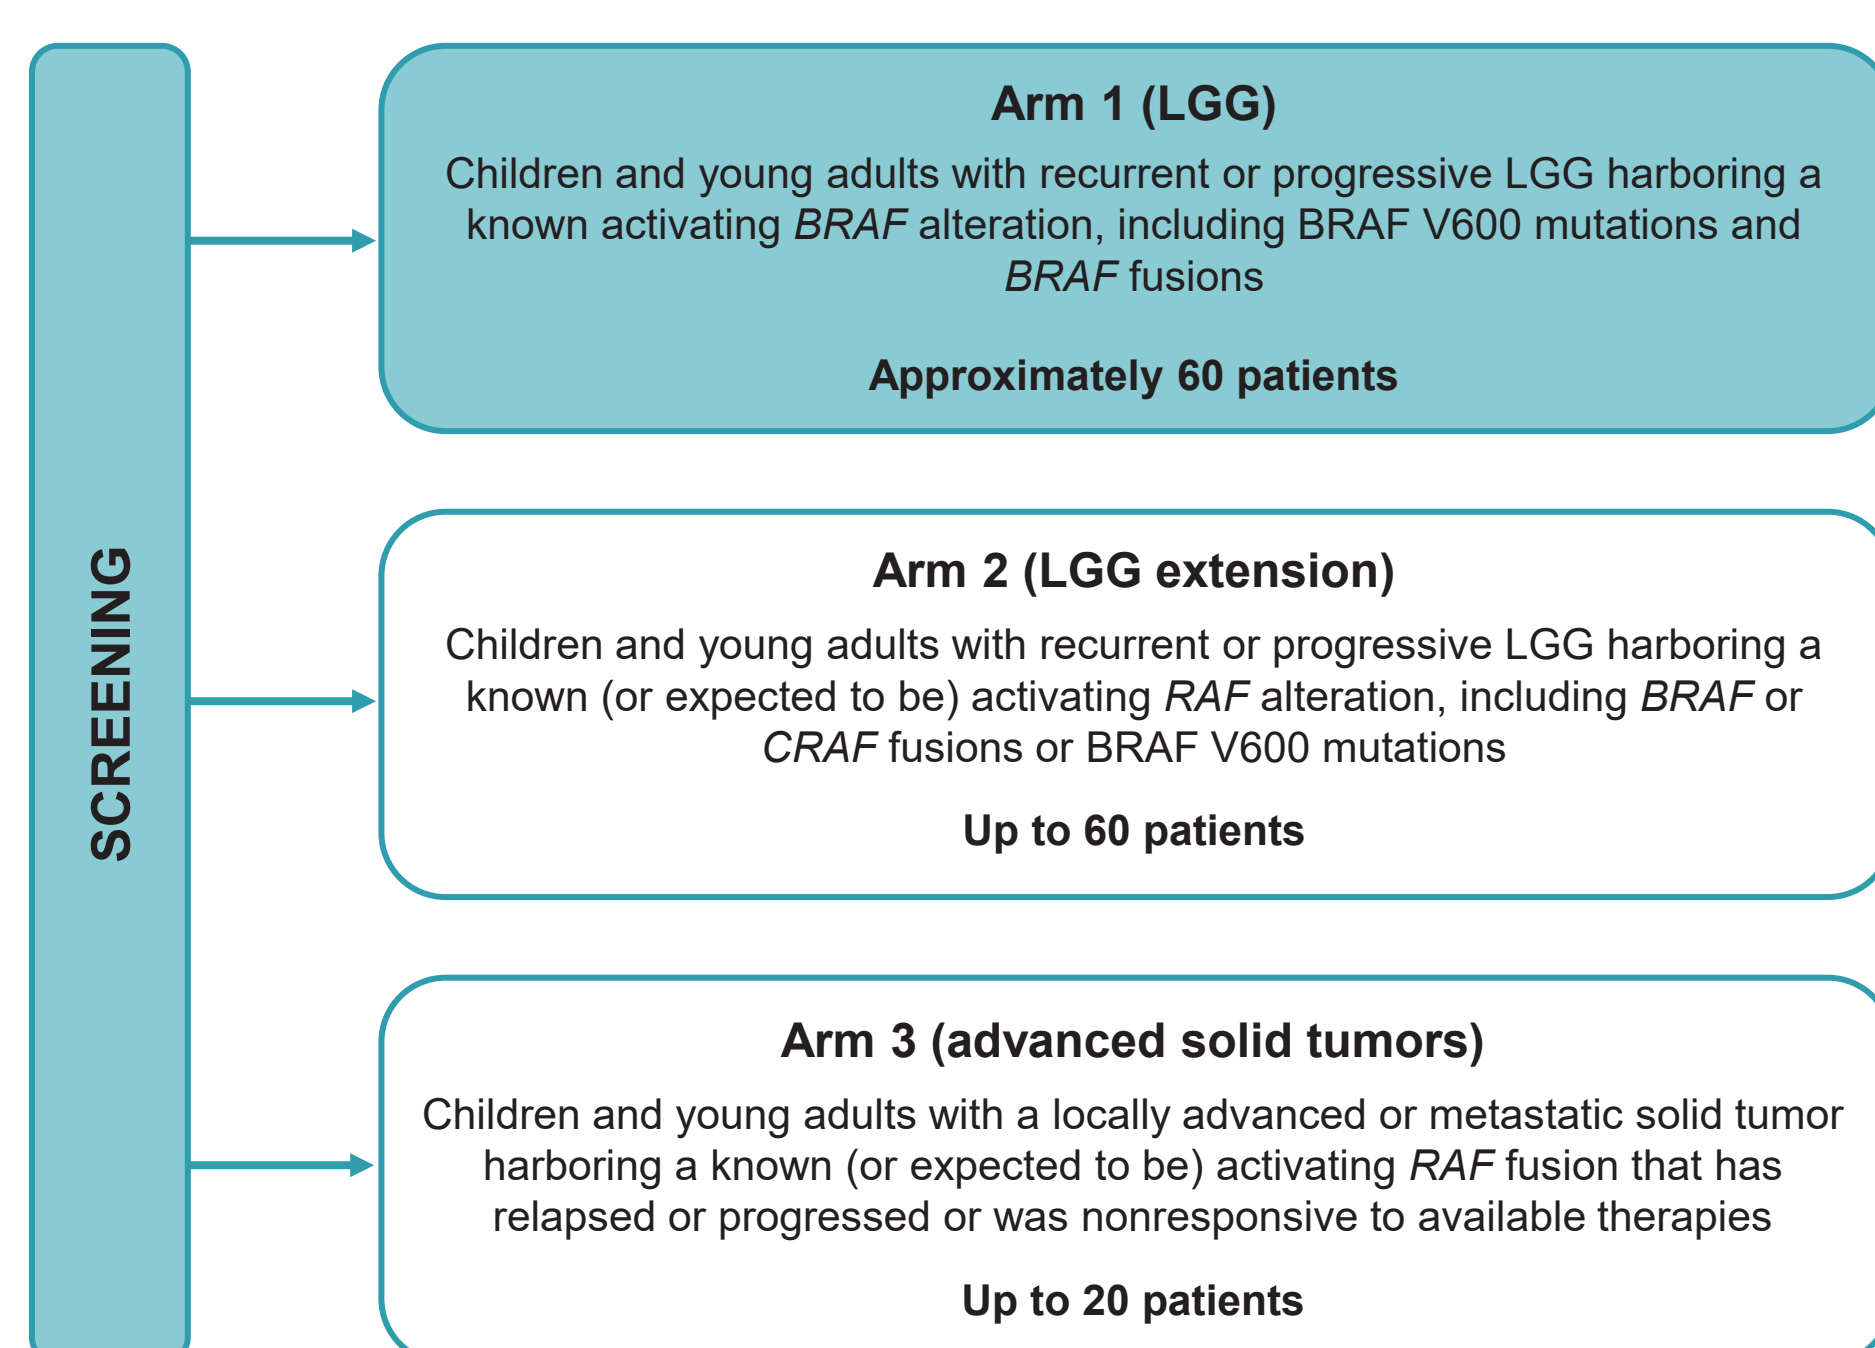 SCREENING
Arm 1 (LGG)
Children and young adults with recurrent or progressive LGG harboring a
known activating BRAF alteration, including BRAF V600 mutations and
BRAF fusions
Approximately 60 patients
Arm 2 (LGG extension)
Children and young adults with recurrent or progressive LGG harboring a
known (or expected to be) activating RAF alteration, including BRAF or
CRAF fusions or BRAF V600 mutations
Up to 60 patients
Arm 3 (advanced solid tumors)
Children and young adults with a locally advanced or metastatic solid tumor
harboring a known (or expected to be) activating RAF fusion that has
relapsed or progressed or was nonresponsive to available therapies
Up to 20 patients